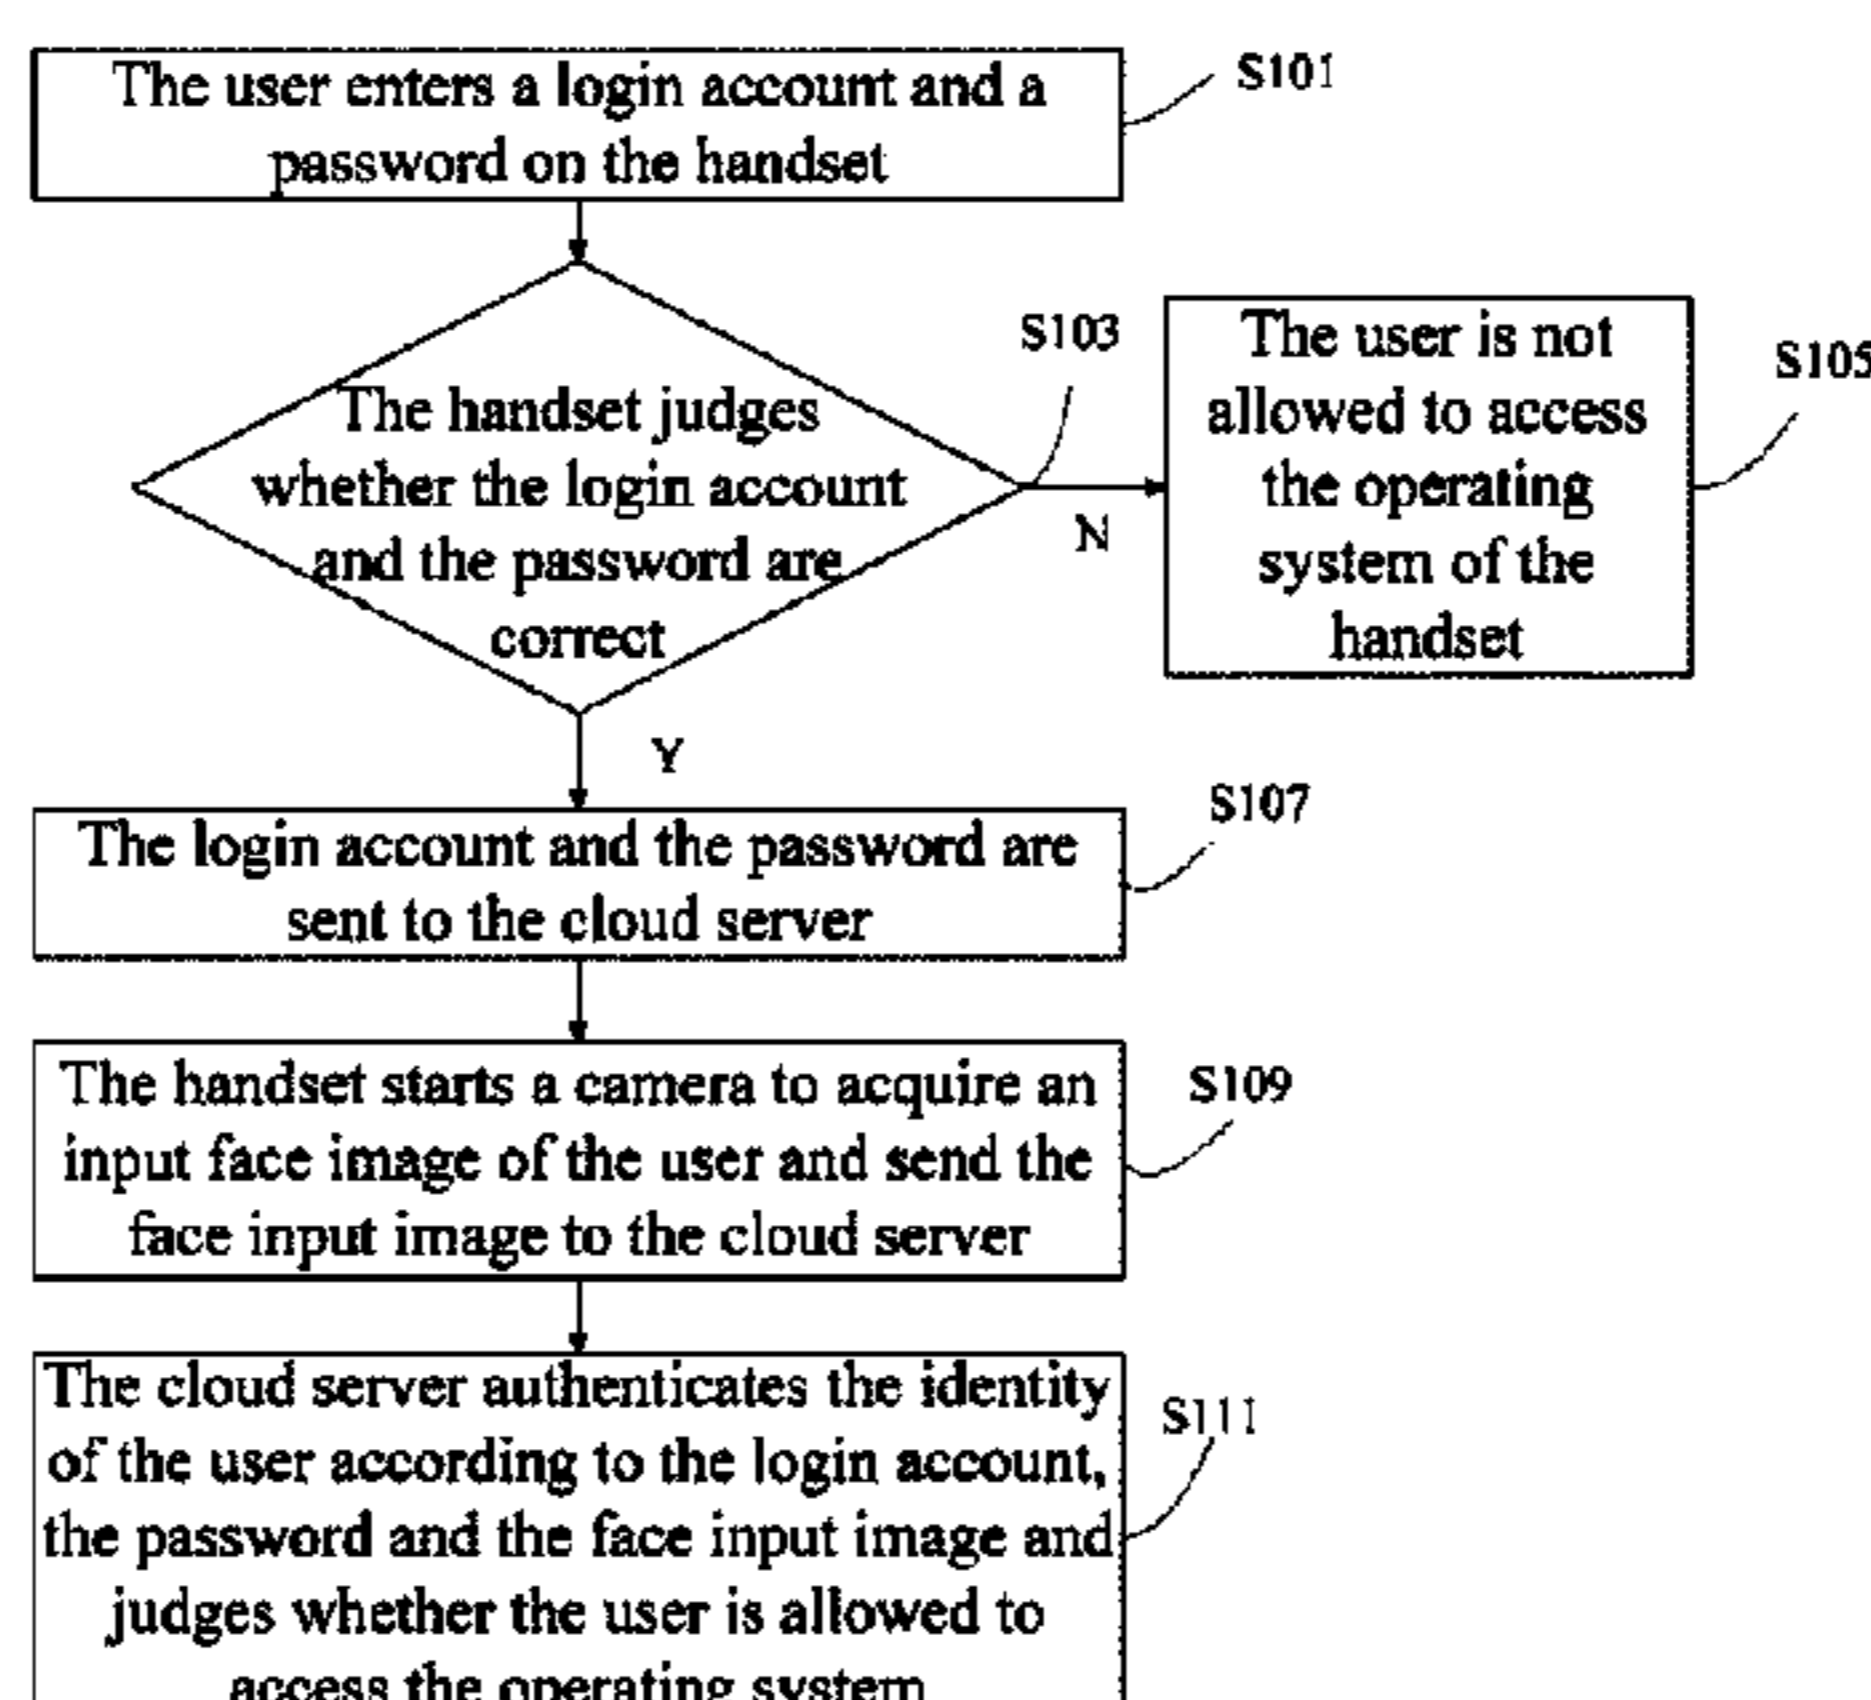 The user enters a login account and a
password on the handset
S101
The handset judges
whether the login account
and the password are
correct
S103
N
The user is not
allowed to access
the operating
system of the
handset
S105
Y
The login account and the password are
sent to the cloud server
S107
The handset starts a camera to acquire an
input face image of the user and send the
face input image to the cloud server
S109
The cloud server authenticates the identity
of the user according to the login account,
the password and the face input image and
judges whether the user is allowed to
access the operating system
S111